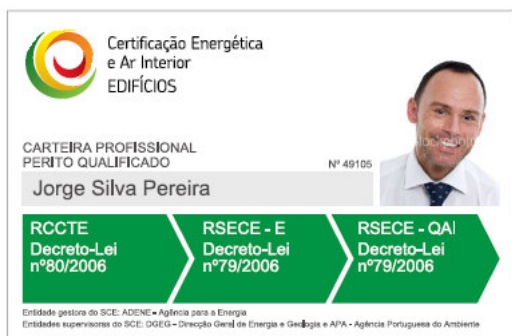 Certificação Energética
e Ar Interior
EDIFÍCIOS
CARTEIRA PROFISSIONAL
PERITO QUALIFICADO
Nº 49105
Jorge Silva Pereira
RCCTE
Decreto-Lei
nº80/2006
RSECE - E
Decreto-Lei
nº79/2006
RSECE - QAI
Decreto-Lei
nº79/2006
Entidade gestora do SCE: ADENE - Agência para a Energia
Entidades supervisoras do SCE: DGEG - Direcção Geral de Energia e Geologia e APA - Agência Portuguesa do Ambiente